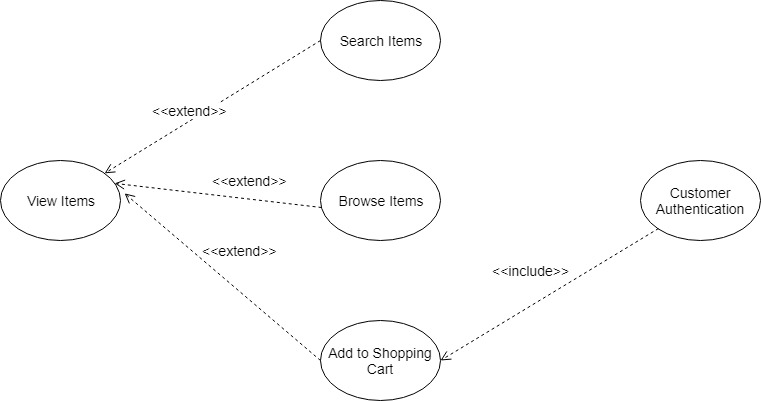 Search Items
<<extend>>
View Items
<<extend>>
Browse Items
Customer
Authentication
<<extend>>
<<include>>
Add to Shopping
Cart